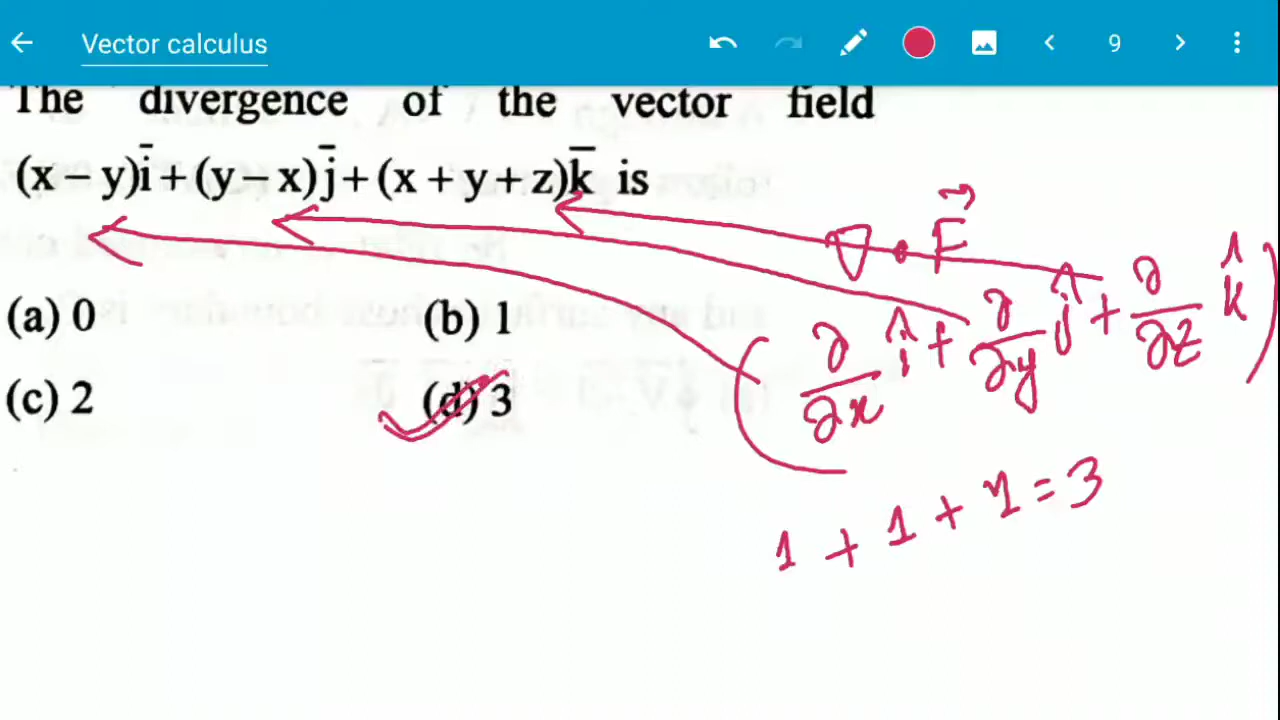 Vector calculus
9
The divergence of the vector field
(x – y)i̅ + (y – x)j̅ + (x + y + z)k̅ is
∇ • F⃗
(a) 0 (b) 1
(c) 2 (d) 3
(∂/∂x î + ∂/∂y ĵ + ∂/∂z k̂)
1 + 1 + 1 = 3